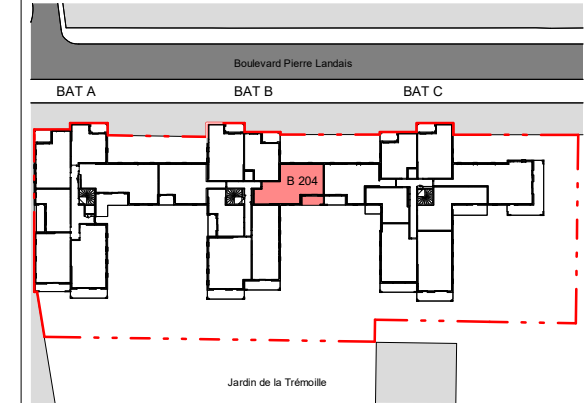 Boulevard Pierre Landais
BAT A
BAT B
BAT C
B 204
Jardin de la Trémoille